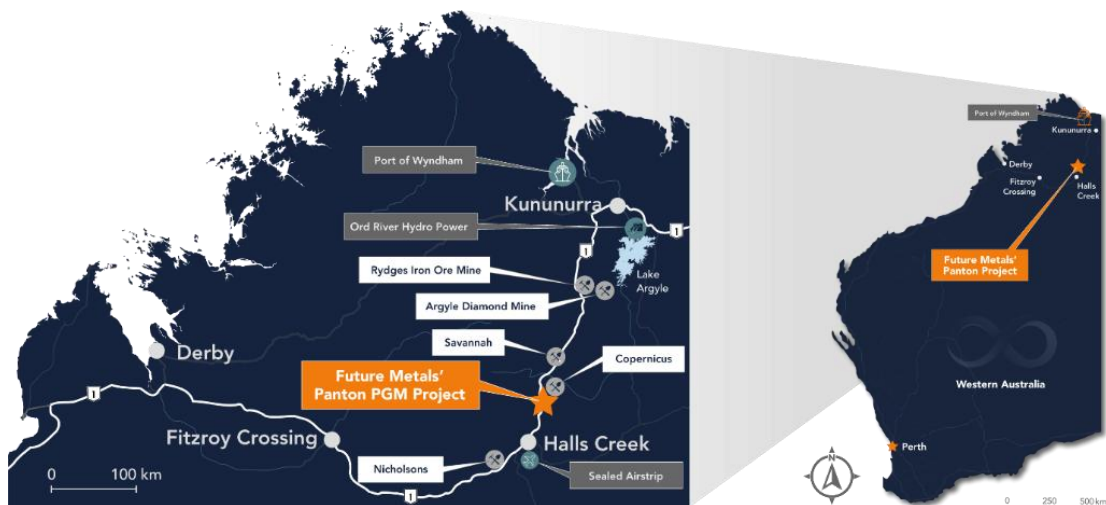 Port of Wyndham
Kununurra
Ord River Hydro Power
1
1
Rydges Iron Ore Mine
Lake
Argyle
Argyle Diamond Mine
Savannah
Copernicus
Derby
Future Metals'
Panton PGM Project
1
Fitzroy Crossing
Halls Creek
Nicholsons
Sealed Airstrip
0 100 km
1
Port of Wyndham
Kununurra
Derby
Fitzroy
Crossing
Halls
Creek
Future Metals'
Panton Project
Western Australia
Perth
N
0 250 500km